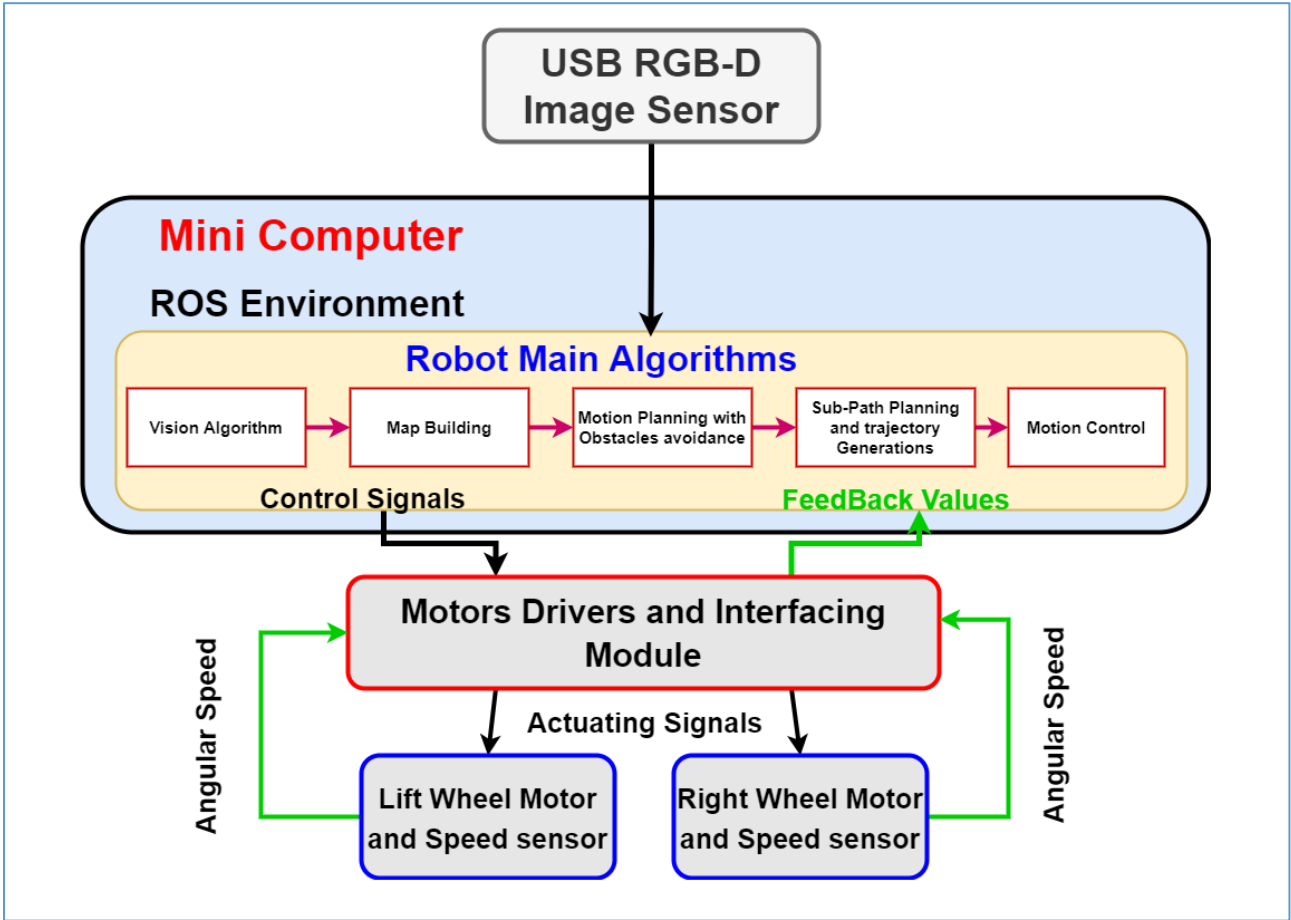 USB RGB-D
Image Sensor
Mini Computer
ROS Environment
Robot Main Algorithms
Vision Algorithm
Map Building
Motion Planning with
Obstacles avoidance
Sub-Path Planning
and trajectory
Generations
Motion Control
Control Signals
FeedBack Values
Motors Drivers and Interfacing
Module
Angular Speed
Actuating Signals
Angular Speed
Lift Wheel Motor
and Speed sensor
Right Wheel Motor
and Speed sensor